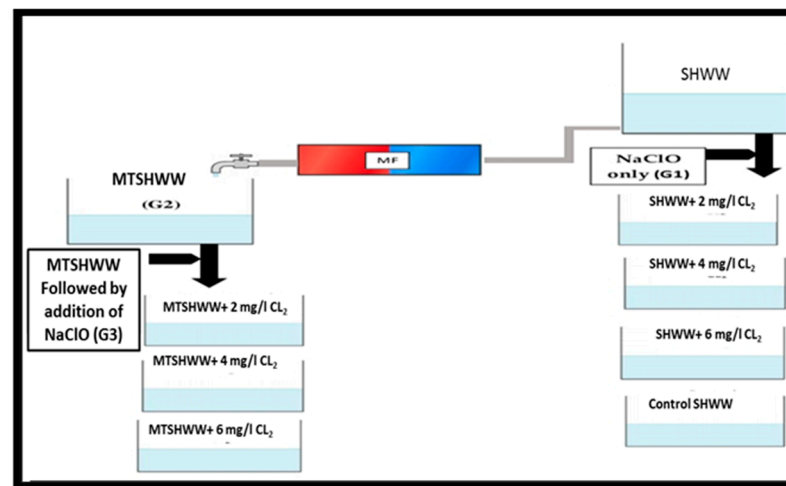 SHWW
MF
NaClO
only (G1)
MTSHWW
(G2)
SHWW+ 2 mg/l CL₂
SHWW+ 4 mg/l CL₂
SHWW+ 6 mg/l CL₂
Control SHWW
MTSHWW
Followed by
addition of
NaClO (G3)
MTSHWW+ 2 mg/l CL₂
MTSHWW+ 4 mg/l CL₂
MTSHWW+ 6 mg/l CL₂